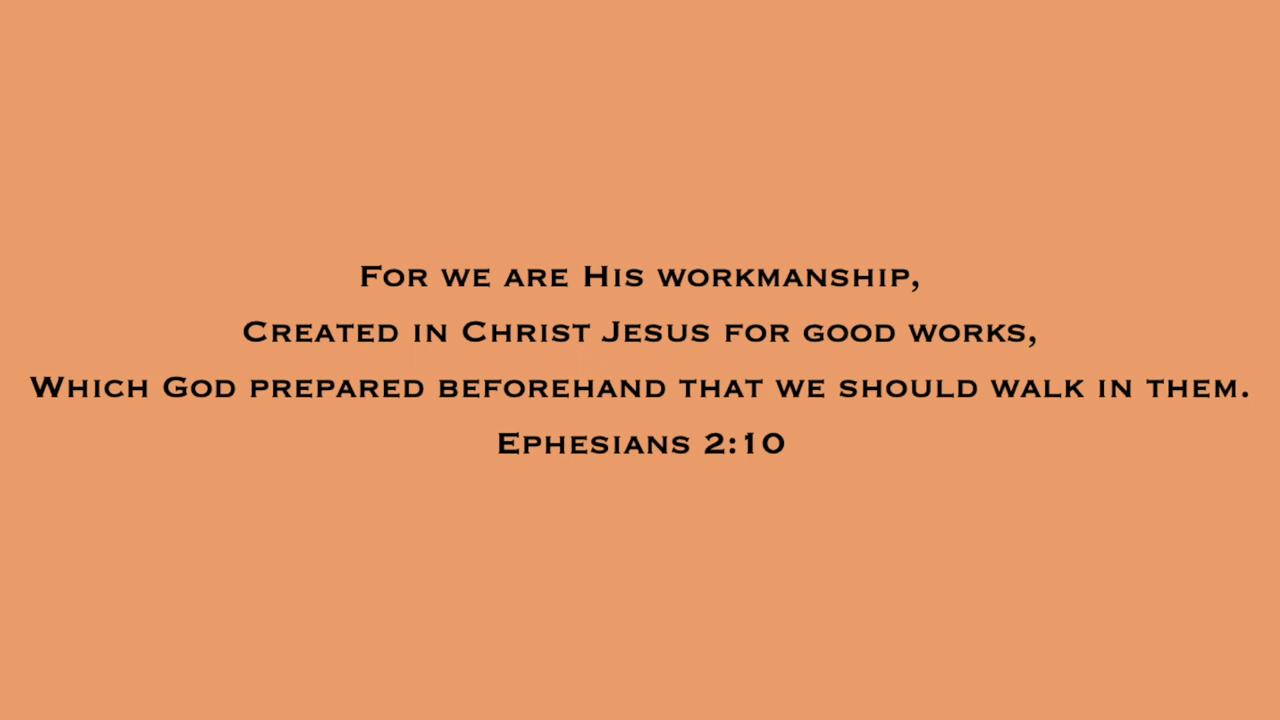 For we are His workmanship,
Created in Christ Jesus for good works,
Which God prepared beforehand that we should walk in them.
Ephesians 2:10